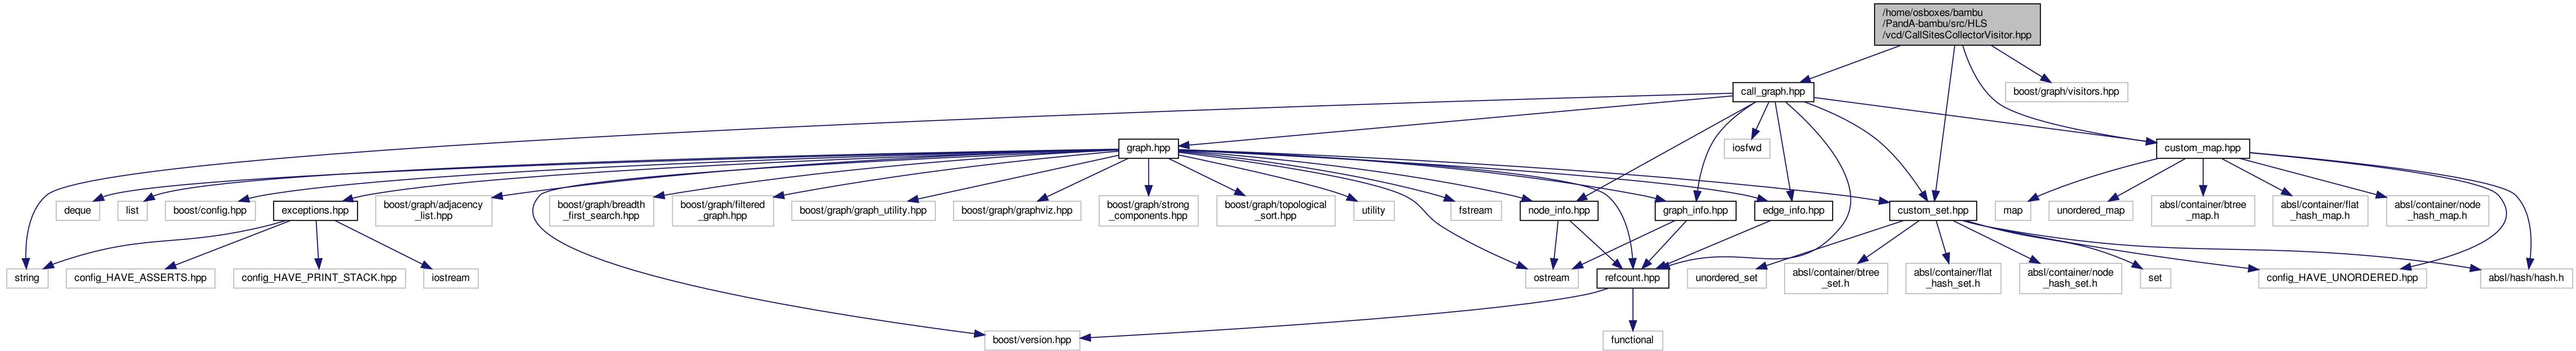 /home/osboxes/bambu
/PandA-bambu/src/HLS
/vcd/CallSitesCollectorVisitor.hpp
call_graph.hpp
boost/graph/visitors.hpp
graph.hpp
iosfwd
custom_map.hpp
deque
list
boost/config.hpp
exceptions.hpp
boost/graph/adjacency
_list.hpp
boost/graph/breadth
_first_search.hpp
boost/graph/filtered
_graph.hpp
boost/graph/graph_utility.hpp
boost/graph/graphviz.hpp
boost/graph/strong
_components.hpp
boost/graph/topological
_sort.hpp
utility
fstream
node_info.hpp
graph_info.hpp
edge_info.hpp
custom_set.hpp
map
unordered_map
absl/container/btree
_map.h
absl/container/flat
_hash_map.h
absl/container/node
_hash_map.h
string
config_HAVE_ASSERTS.hpp
config_HAVE_PRINT_STACK.hpp
iostream
ostream
refcount.hpp
unordered_set
absl/container/btree
_set.h
absl/container/flat
_hash_set.h
absl/container/node
_hash_set.h
set
config_HAVE_UNORDERED.hpp
absl/hash/hash.h
boost/version.hpp
functional